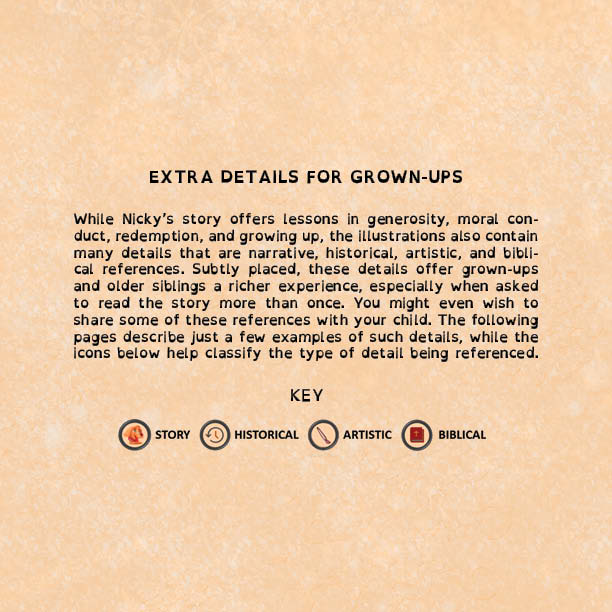 EXTRA DETAILS FOR GROWN-UPS
While Nicky's story offers lessons in generosity, moral con-
duct, redemption, and growing up, the illustrations also contain
many details that are narrative, historical, artistic, and bibli-
cal references. Subtly placed, these details offer grown-ups
and older siblings a richer experience, especially when asked
to read the story more than once. You might even wish to
share some of these references with your child. The following
pages describe just a few examples of such details, while the
icons below help classify the type of detail being referenced.
KEY
STORY HISTORICAL ARTISTIC BIBLICAL